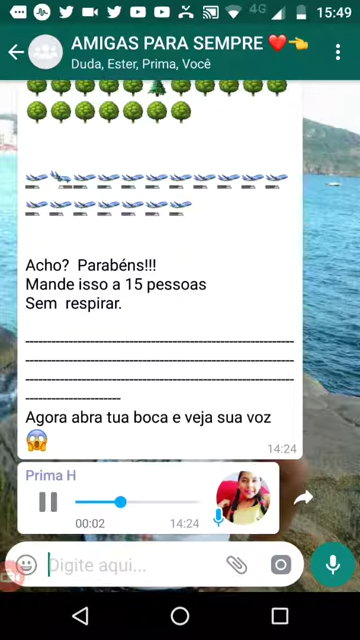 4G 15:49
AMIGAS PARA SEMPRE ❤️👈
Duda, Ester, Prima, Você
Acho? Parabéns!!!
Mande isso a 15 pessoas
Sem respirar.
Agora abra tua boca e veja sua voz
😱
14:24
Prima H
00:02 14:24
Digite aqui...